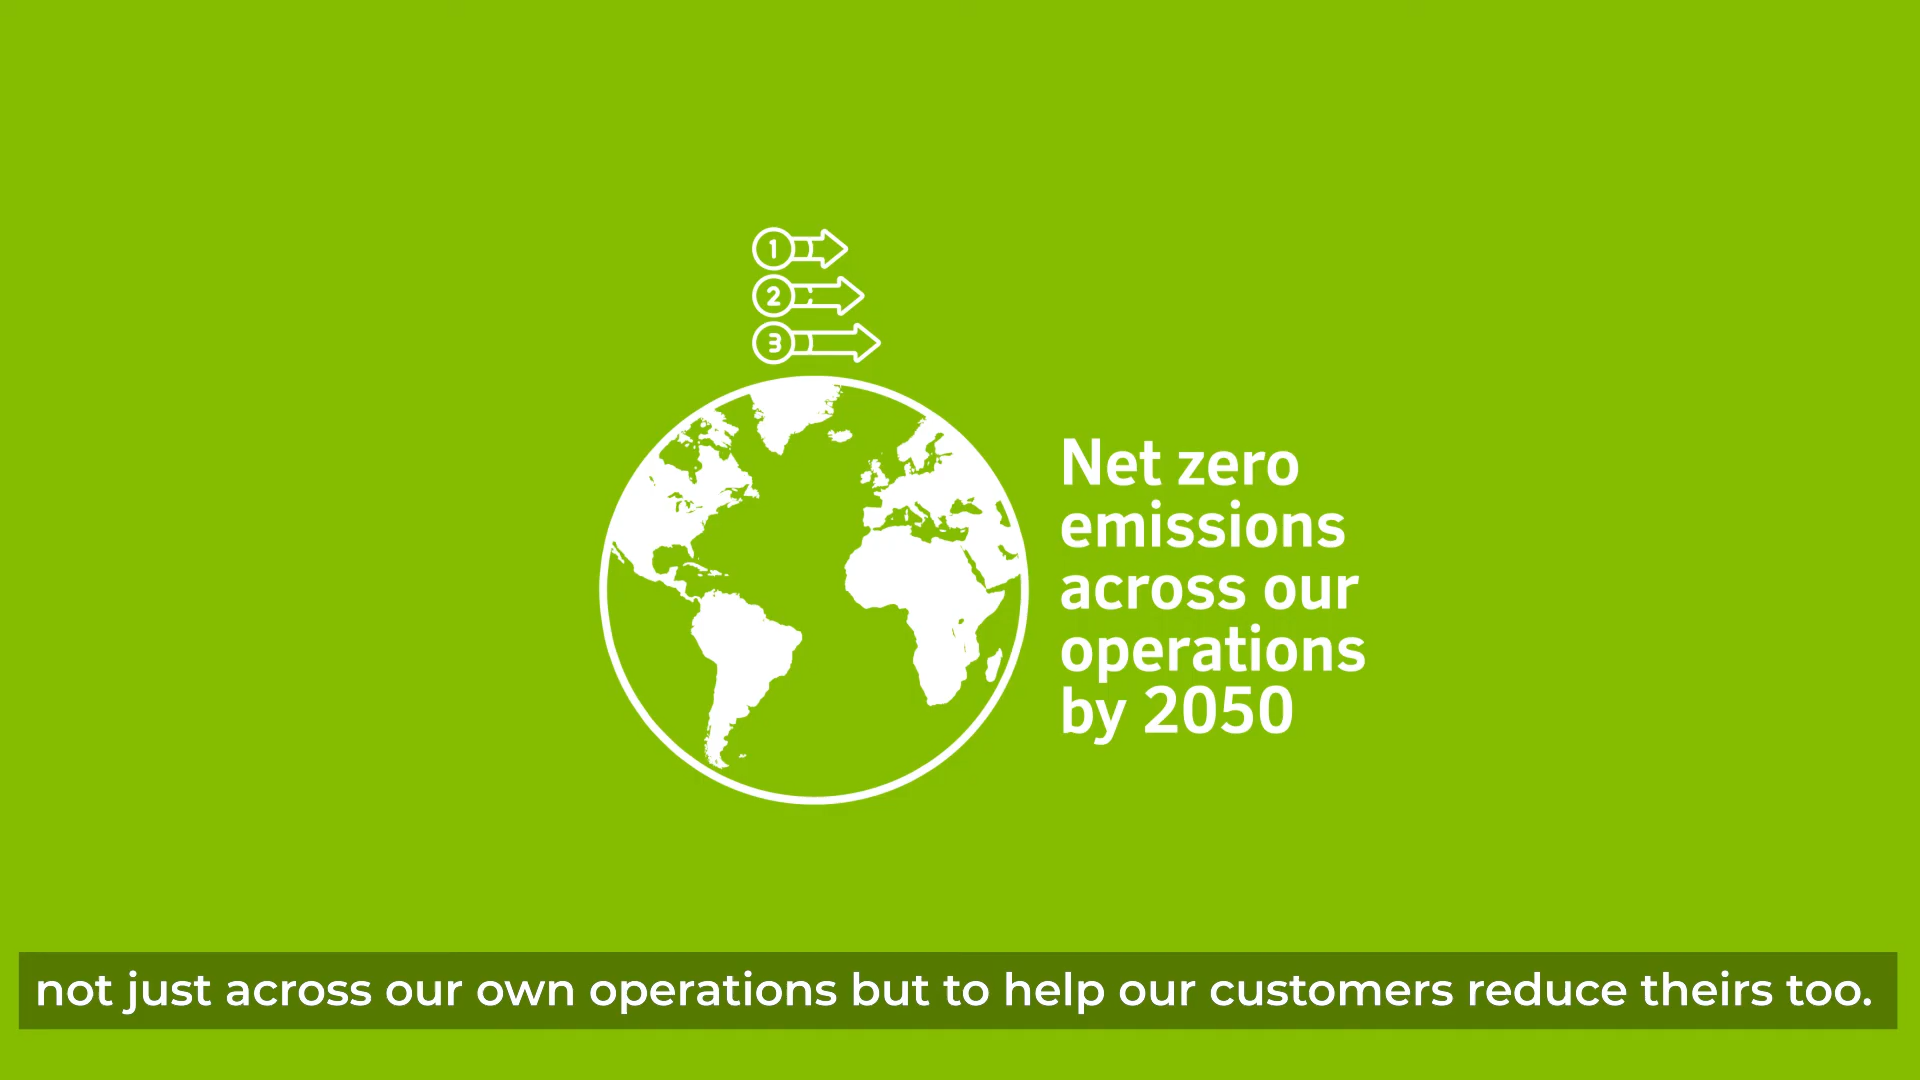 1
2
3
Net zero
emissions
across our
operations
by 2050
not just across our own operations but to help our customers reduce theirs too.